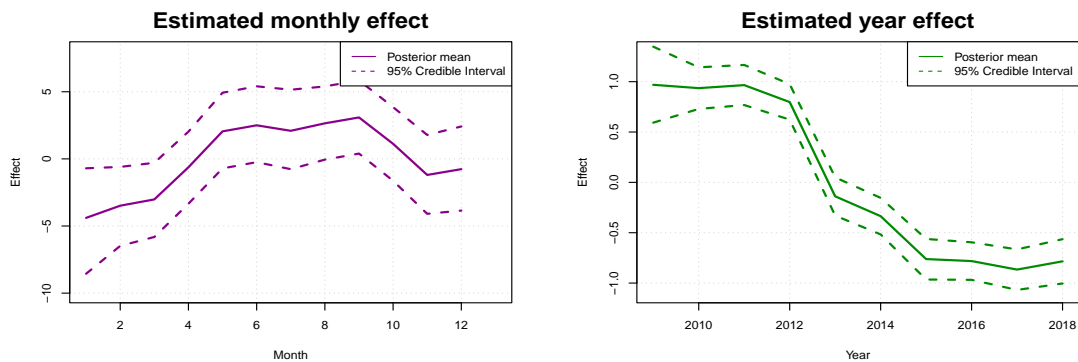 Estimated monthly effect
Posterior mean
95% Credible Interval
Effect
5
0
−5
−10
2
4
6
8
10
12
Month
Estimated year effect
Posterior mean
95% Credible Interval
Effect
1.0
0.5
0.0
−0.5
−1.0
2010
2012
2014
2016
2018
Year